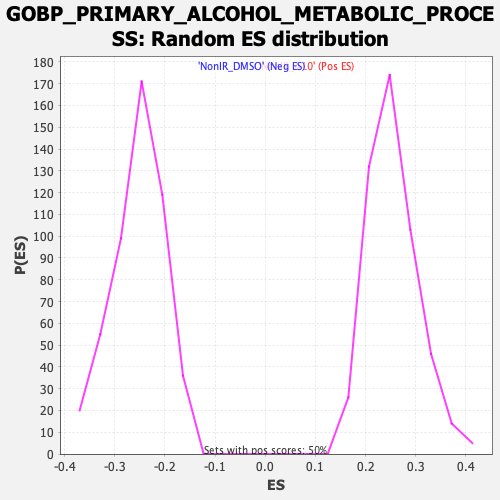 GOBP_PRIMARY_ALCOHOL_METABOLIC_PROCE
SS: Random ES distribution
'NonIR_DMSO' (Neg ES) .0' (Pos ES)
180
170
160
150
140
130
120
110
100
90
80
70
60
50
40
30
20
10
0
P(ES)
Sets with pos scores: 50%
-0.4 -0.3 -0.2 -0.1 0.0 0.1 0.2 0.3 0.4
ES